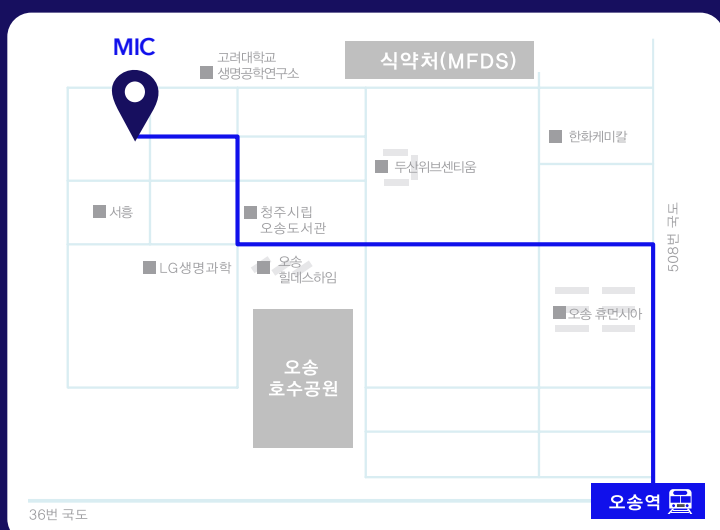 MIC
고려대학교
생명공학연구소
식약처(MFDS)
한화케미칼
두산위브센티움
서흥
청주시립
오송도서관
508번 국도
LG생명과학
오송
힐데스하임
오송 휴먼시아
오송
호수공원
오송역
36번 국도